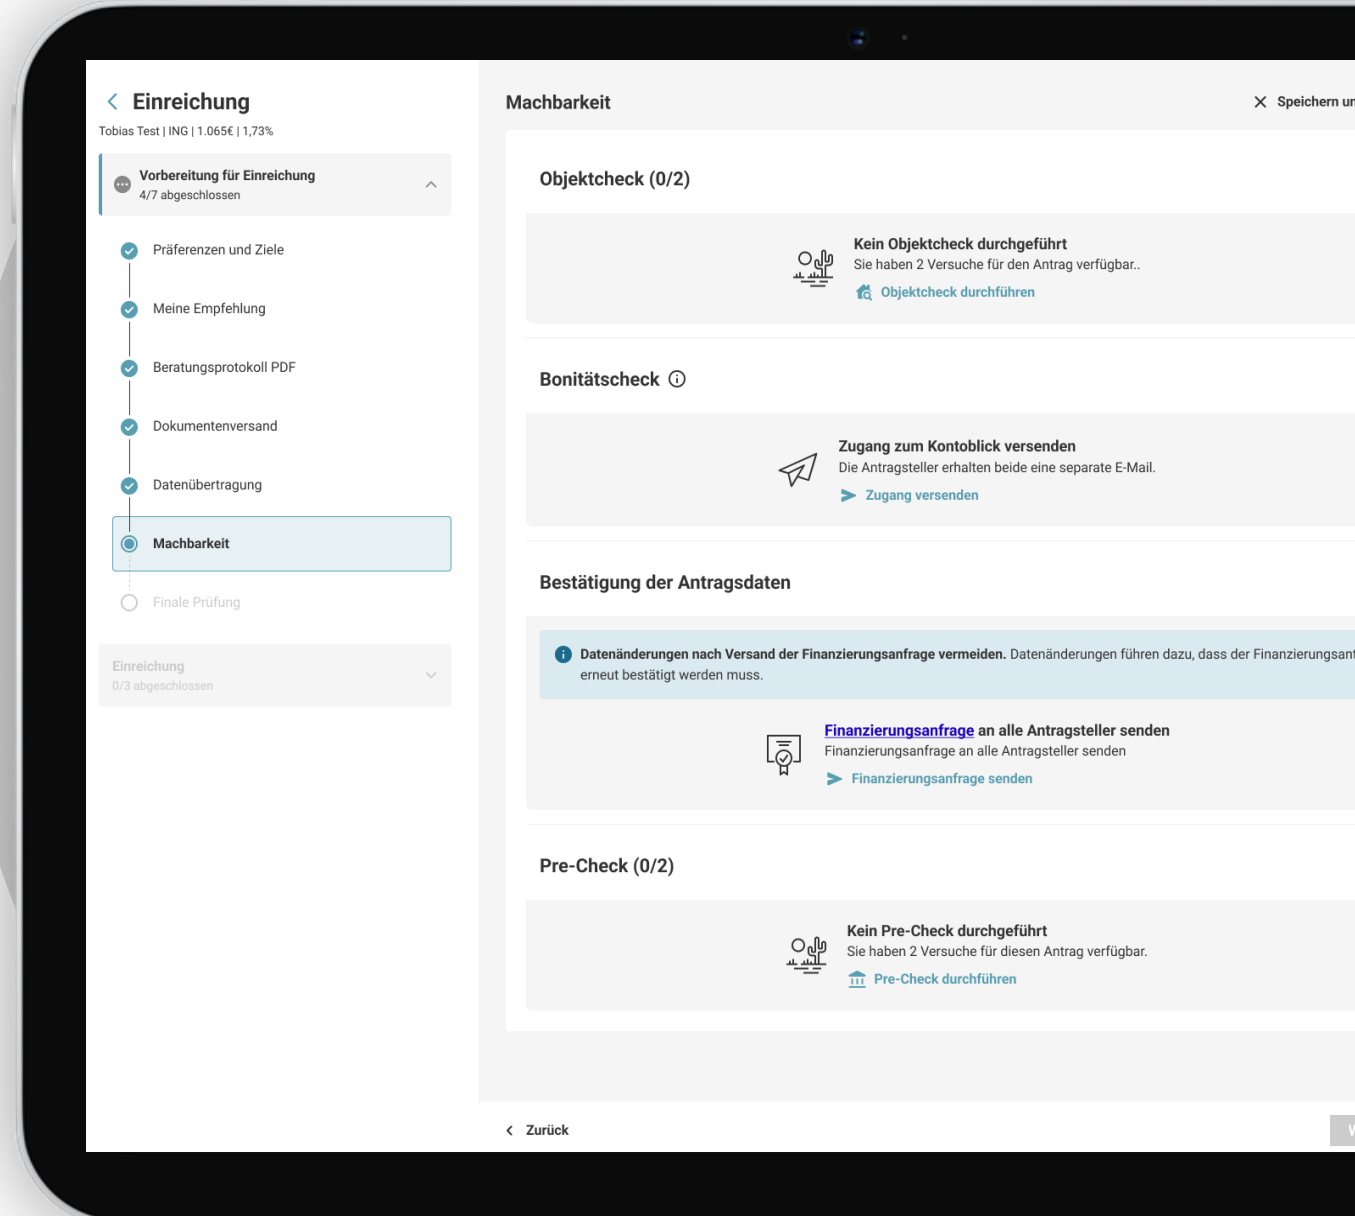 Einreichung
Tobias Test | ING | 1.065€ | 1,73%
Vorbereitung für Einreichung
4/7 abgeschlossen
Präferenzen und Ziele
Meine Empfehlung
Beratungsprotokoll PDF
Dokumentenversand
Datenübertragung
Machbarkeit
Finale Prüfung
Einreichung
0/3 abgeschlossen
Machbarkeit
Speichern
Objektcheck (0/2)
Kein Objektcheck durchgeführt
Sie haben 2 Versuche für den Antrag verfügbar..
Objektcheck durchführen
Bonitätscheck
Zugang zum Kontoblick versenden
Die Antragsteller erhalten beide eine separate E-Mail.
Zugang versenden
Bestätigung der Antragsdaten
Datenänderungen nach Versand der Finanzierungsanfrage vermeiden. Datenänderungen führen dazu, dass der
erneut bestätigt werden muss.
Finanzierungsanfrage an alle Antragsteller senden
Finanzierungsanfrage an alle Antragsteller senden
Finanzierungsanfrage senden
Pre-Check (0/2)
Kein Pre-Check durchgeführt
Sie haben 2 Versuche für diesen Antrag verfügbar.
Pre-Check durchführen
Zurück